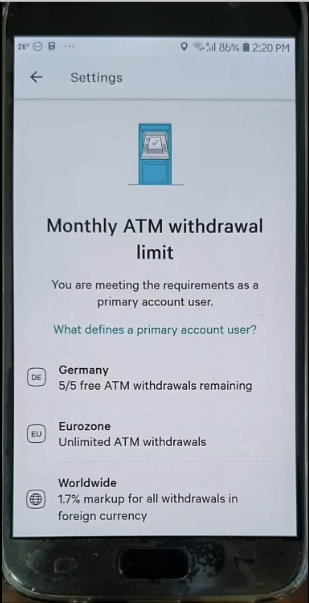 26° 86% 2:20 PM
Settings
Monthly ATM withdrawal
limit
You are meeting the requirements as a
primary account user.
What defines a primary account user?
DE
Germany
5/5 free ATM withdrawals remaining
EU
Eurozone
Unlimited ATM withdrawals
Worldwide
1.7% markup for all withdrawals in
foreign currency